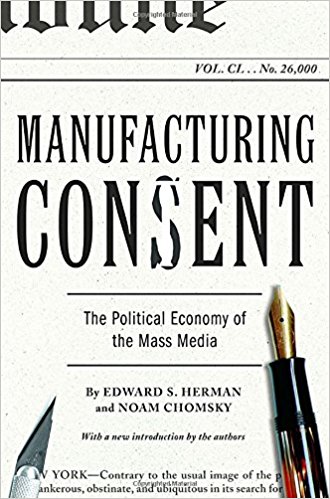 VOL. CL . . . No. 26,000
MANUFACTURING
CONSENT
The Political Economy of
the Mass Media
By EDWARD S. HERMAN
and NOAM CHOMSKY
With a new introduction by the authors
W YORK—Contrary to the usual image of the p
ankerous, obstinate, and ubiquitous in its search for